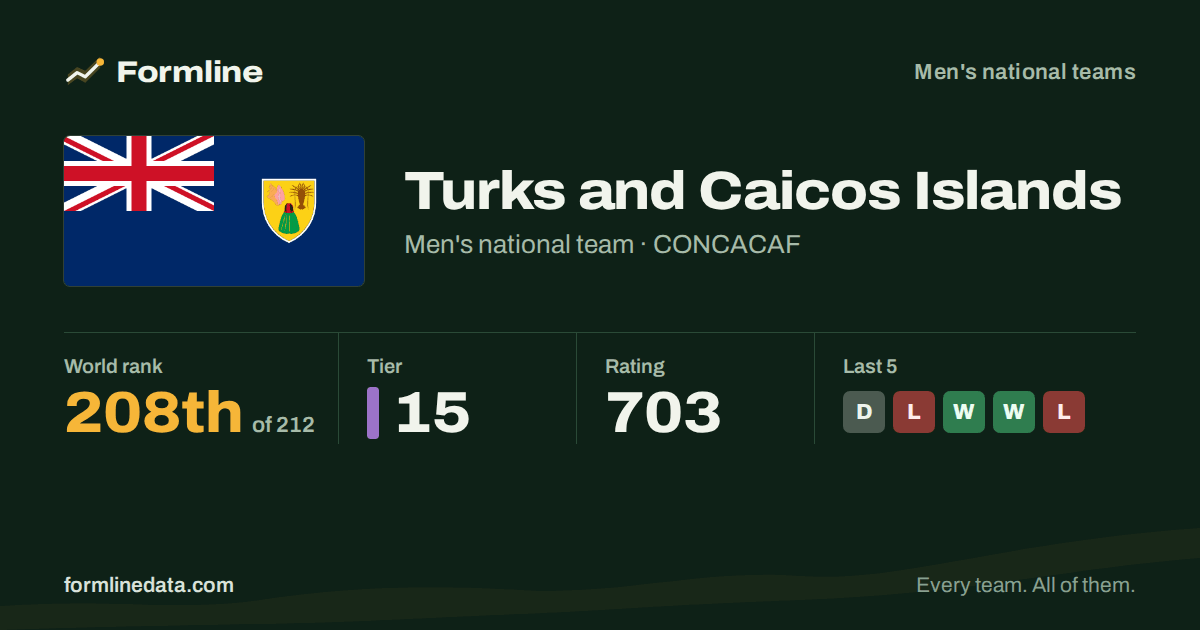 Formline
Men's national teams
Turks and Caicos Islands
Men's national team · CONCACAF
World rank
208th of 212
Tier
15
Rating
703
Last 5
D L W W L
formlinedata.com
Every team. All of them.